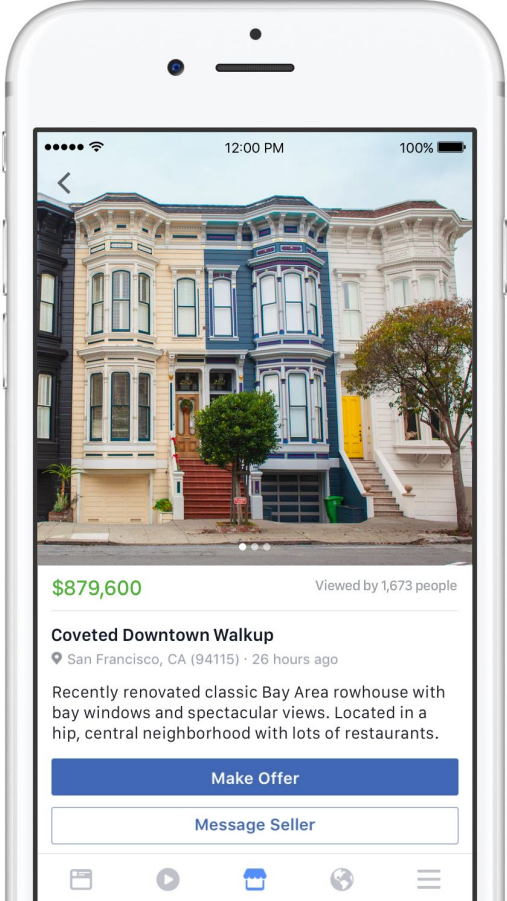 12:00 PM
100%
$879,600
Viewed by 1,673 people
Coveted Downtown Walkup
San Francisco, CA (94115) · 26 hours ago
Recently renovated classic Bay Area rowhouse with
bay windows and spectacular views. Located in a
hip, central neighborhood with lots of restaurants.
Make Offer
Message Seller